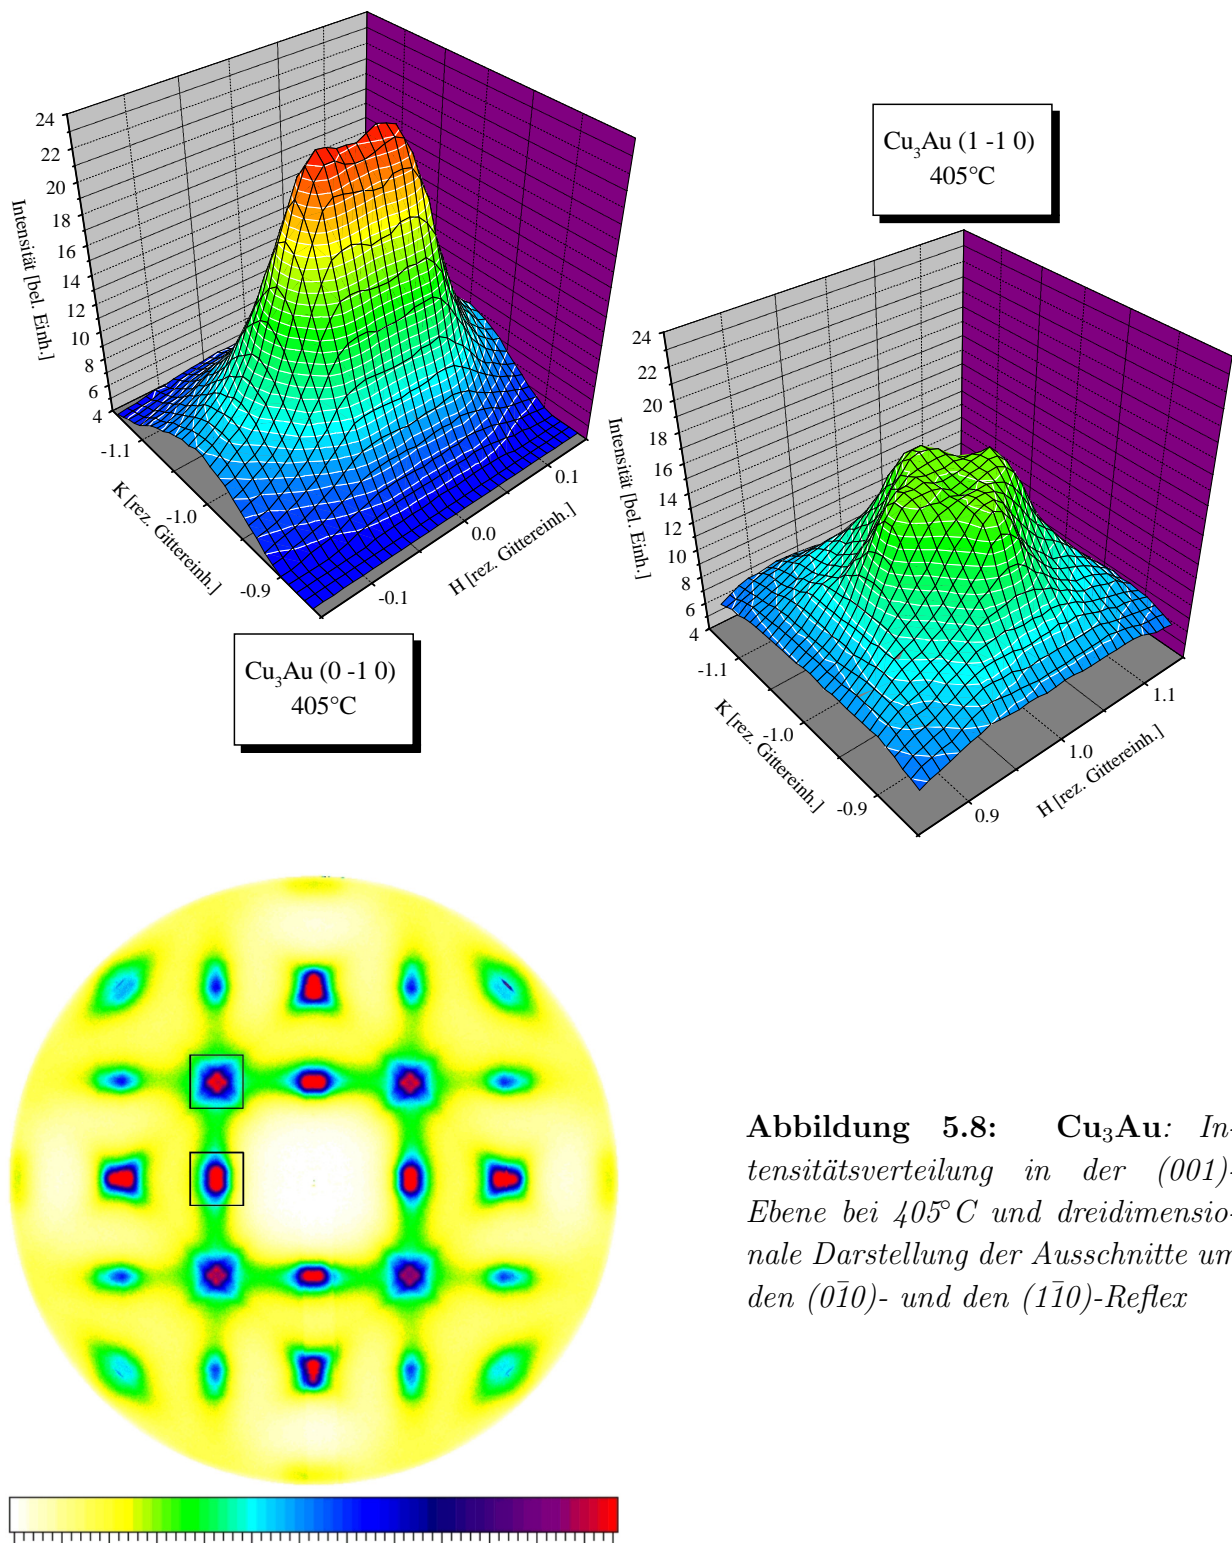 24
22
20
18
16
14
12
10
8
6
4
Intensität [bel. Einh.]
-1.1
-1.0
-0.9
K [rez. Gittereinh.]
-0.1
0.0
0.1
H [rez. Gittereinh.]
Cu₃Au (0 -1 0)
405°C
Cu₃Au (1 -1 0)
405°C
24
22
20
18
16
14
12
10
8
6
4
Intensität [bel. Einh.]
-1.1
-1.0
-0.9
K [rez. Gittereinh.]
0.9
1.0
1.1
H [rez. Gittereinh.]
Abbildung 5.8: Cu₃Au: In-
tensitätsverteilung in der (001)-
Ebene bei 405°C und dreidimensio-
nale Darstellung der Ausschnitte um
den (01̄0)- und den (11̄0)-Reflex